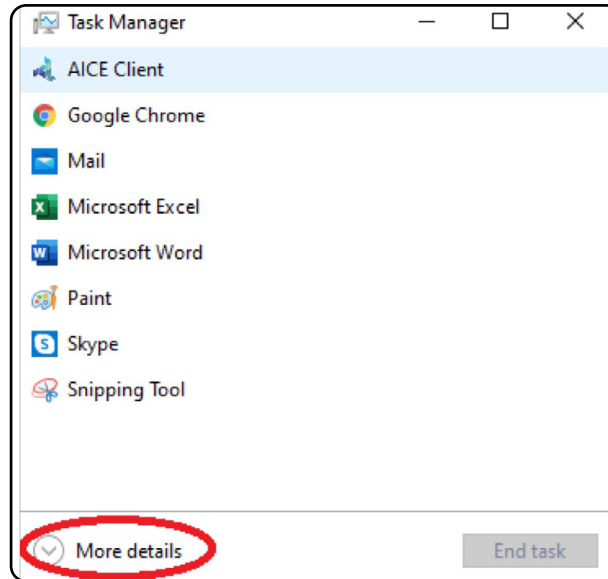 Task Manager
AICE Client
Google Chrome
Mail
Microsoft Excel
Microsoft Word
Paint
Skype
Snipping Tool
More details End task